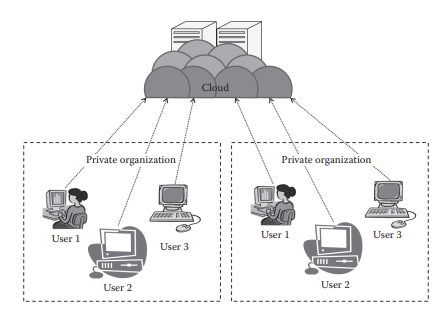 Cloud
Private organization
User 1
User 2
User 3
Private organization
User 1
User 2
User 3